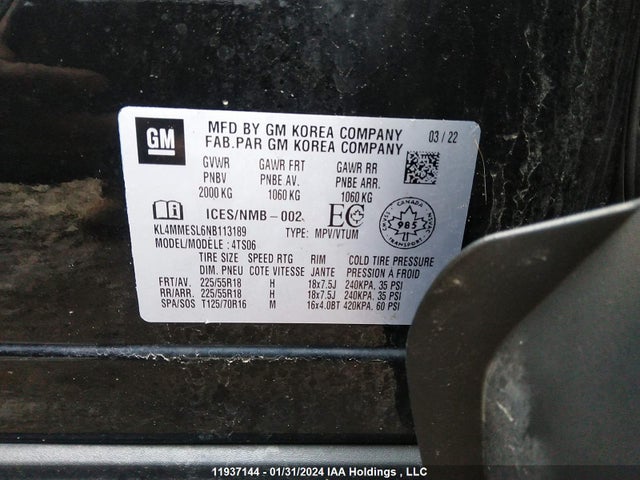 GM
MFD BY GM KOREA COMPANY 03 / 22
FAB.PAR GM KOREA COMPANY
GVWR GAWR FRT GAWR RR
PNBV PNBE AV. PNBE ARR.
2000 KG 1060 KG 1060 KG
i ICES/NMB - 002 EC CANADA 985 TRANSPORT
KL4MMESL6NB113189 TYPE: MPV/VTUM
MODEL/MODELE : 4TS06
TIRE SIZE SPEED RTG RIM COLD TIRE PRESSURE
DIM. PNEU COTE VITESSE JANTE PRESSION À FROID
FRT/AV. 225/55R18 H 18x7.5J 240KPA. 35 PSI
RR/ARR. 225/55R18 H 18x7.5J 240KPA. 35 PSI
SPA/SOS T125/70R16 M 16x4.0BT 420KPA. 60 PSI
11937144 - 01/31/2024 IAA Holdings , LLC